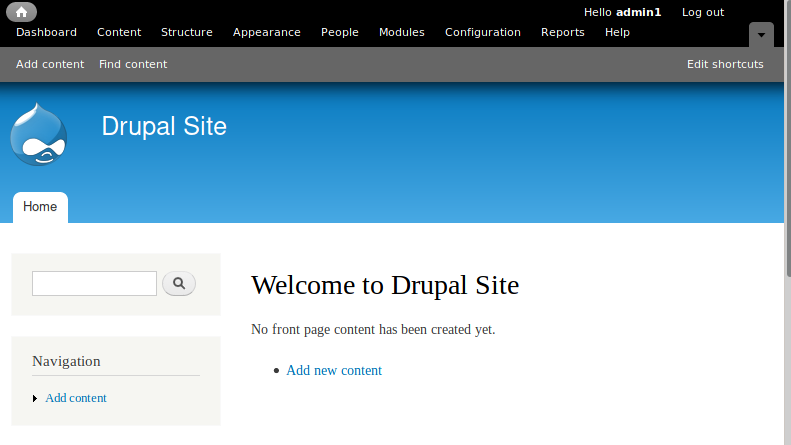 Hello admin1 Log out
Dashboard Content Structure Appearance People Modules Configuration Reports Help
Add content Find content Edit shortcuts
Drupal Site
Home
Welcome to Drupal Site
No front page content has been created yet.
Add new content
Navigation
Add content